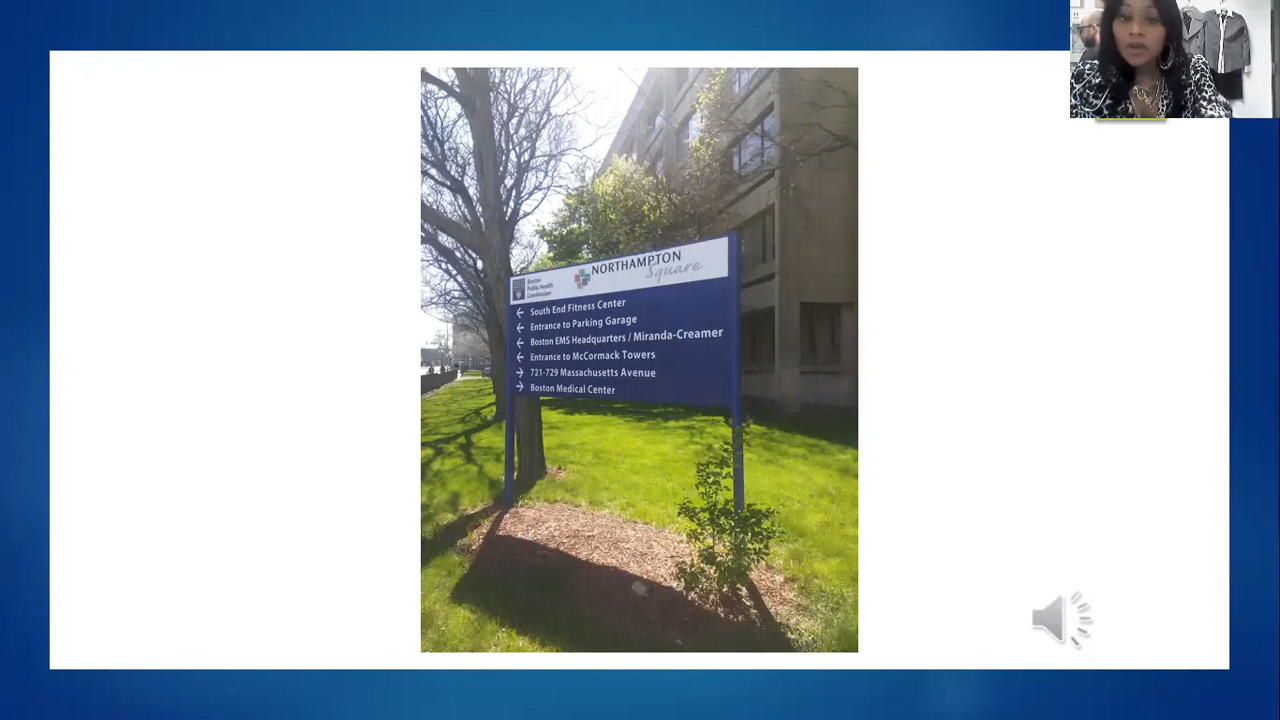 Boston
Public Health
Commission
NORTHAMPTON
Square
← South End Fitness Center
← Entrance to Parking Garage
← Boston EMS Headquarters / Miranda-Creamer
← Entrance to McCormack Towers
→ 721-729 Massachusetts Avenue
→ Boston Medical Center